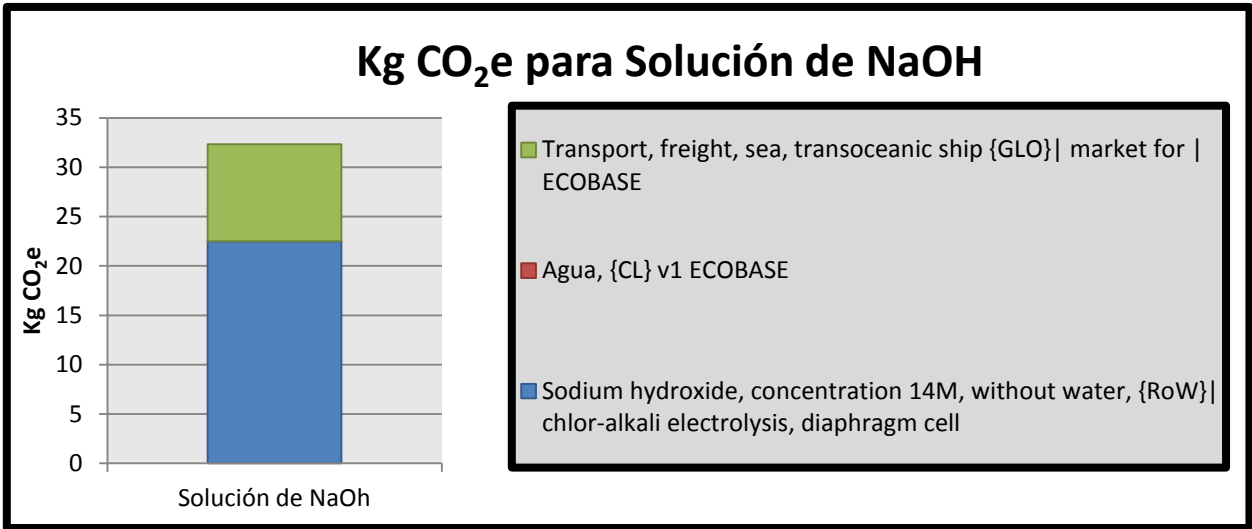 Kg CO₂e para Solución de NaOH
35
30
25
20
15
10
5
0
Kg CO₂e
Solución de NaOh
Transport, freight, sea, transoceanic ship {GLO}| market for |
ECOBASE
Agua, {CL} v1 ECOBASE
Sodium hydroxide, concentration 14M, without water, {RoW}|
chlor-alkali electrolysis, diaphragm cell